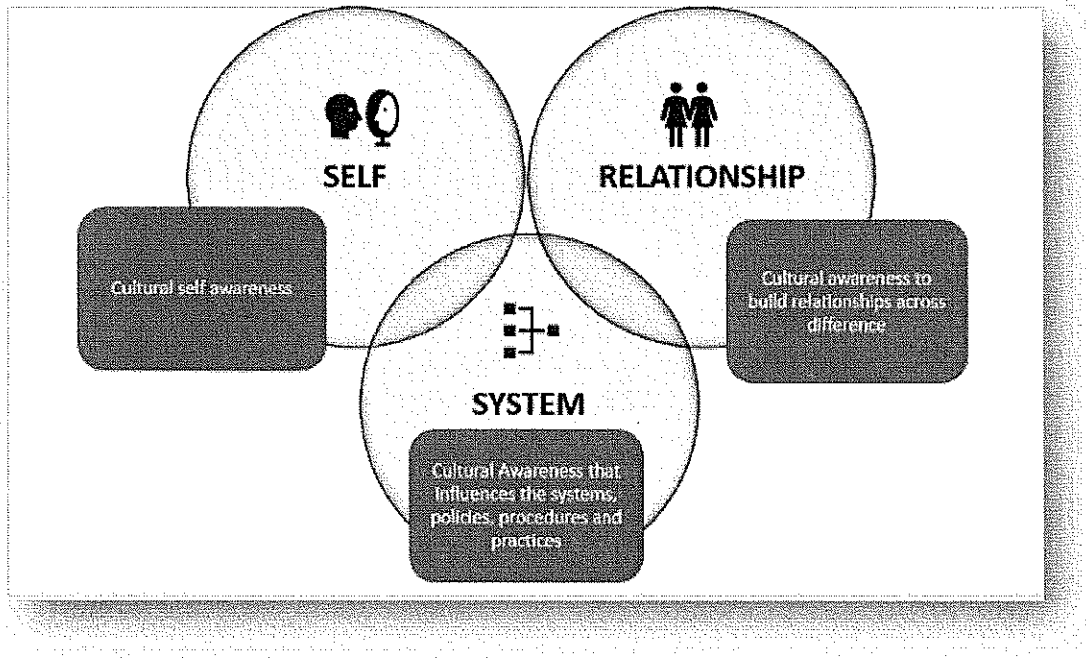 SELF
Cultural self awareness
RELATIONSHIP
Cultural awareness to
build relationships across
difference
SYSTEM
Cultural Awareness that
Influences the systems,
policies, procedures and
practices